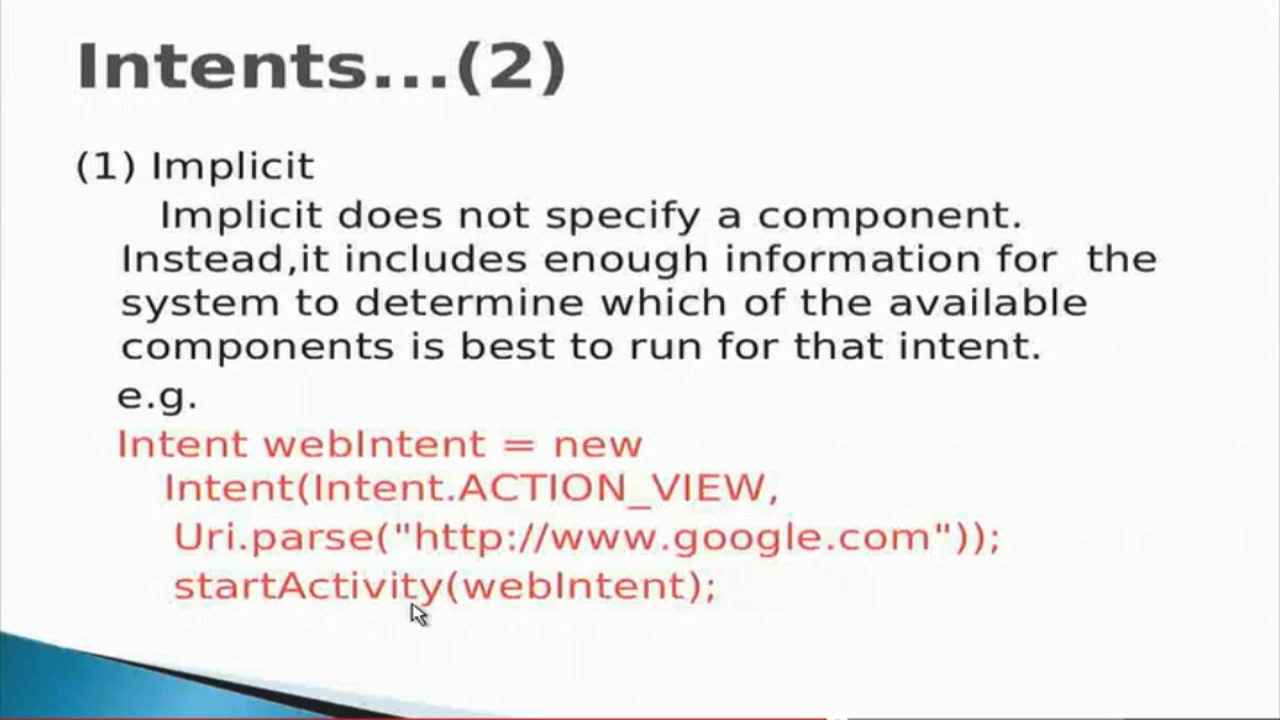 Intents...(2)
(1) Implicit
Implicit does not specify a component.
Instead,it includes enough information for the
system to determine which of the available
components is best to run for that intent.
e.g.
Intent webIntent = new
Intent(Intent.ACTION_VIEW,
Uri.parse("http://www.google.com"));
startActivity(webIntent);